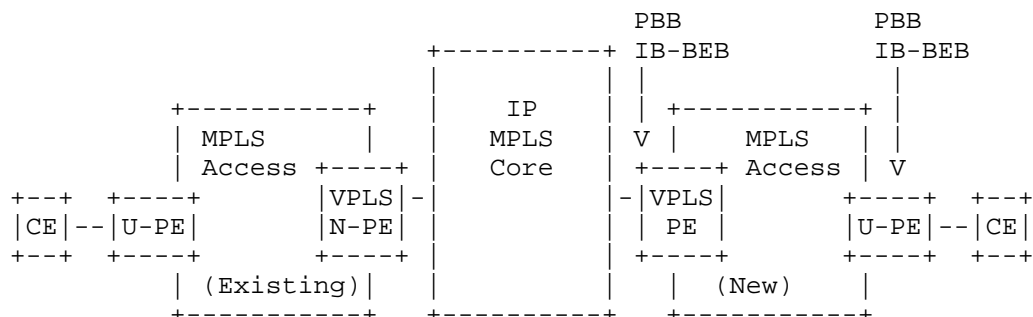 PBB PBB
IB-BEB IB-BEB
IP
MPLS MPLS V MPLS
Access Core Access V
VPLS VPLS
CE U-PE N-PE PE U-PE CE
(Existing) (New)